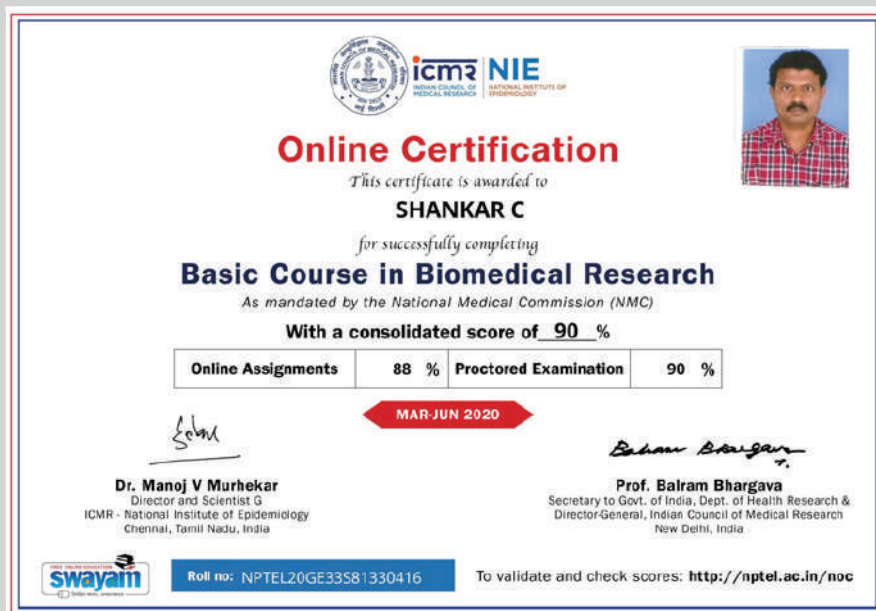 icmr NIE
INDIAN COUNCIL OF MEDICAL RESEARCH
NATIONAL INSTITUTE OF EPIDEMIOLOGY
Online Certification
This certificate is awarded to
SHANKAR C
for successfully completing
Basic Course in Biomedical Research
As mandated by the National Medical Commission (NMC)
With a consolidated score of 90 %
Online Assignments 88 % Proctored Examination 90 %
MAR-JUN 2020
Balram Bhargava
Dr. Manoj V Murhekar
Director and Scientist G
ICMR - National Institute of Epidemiology
Chennai, Tamil Nadu, India
Prof. Balram Bhargava
Secretary to Govt. of India, Dept. of Health Research &
Director-General, Indian Council of Medical Research
New Delhi, India
FREE ONLINE EDUCATION
swayam
Roll no: NPTEL20GE33S81330416
To validate and check scores: http://nptel.ac.in/noc